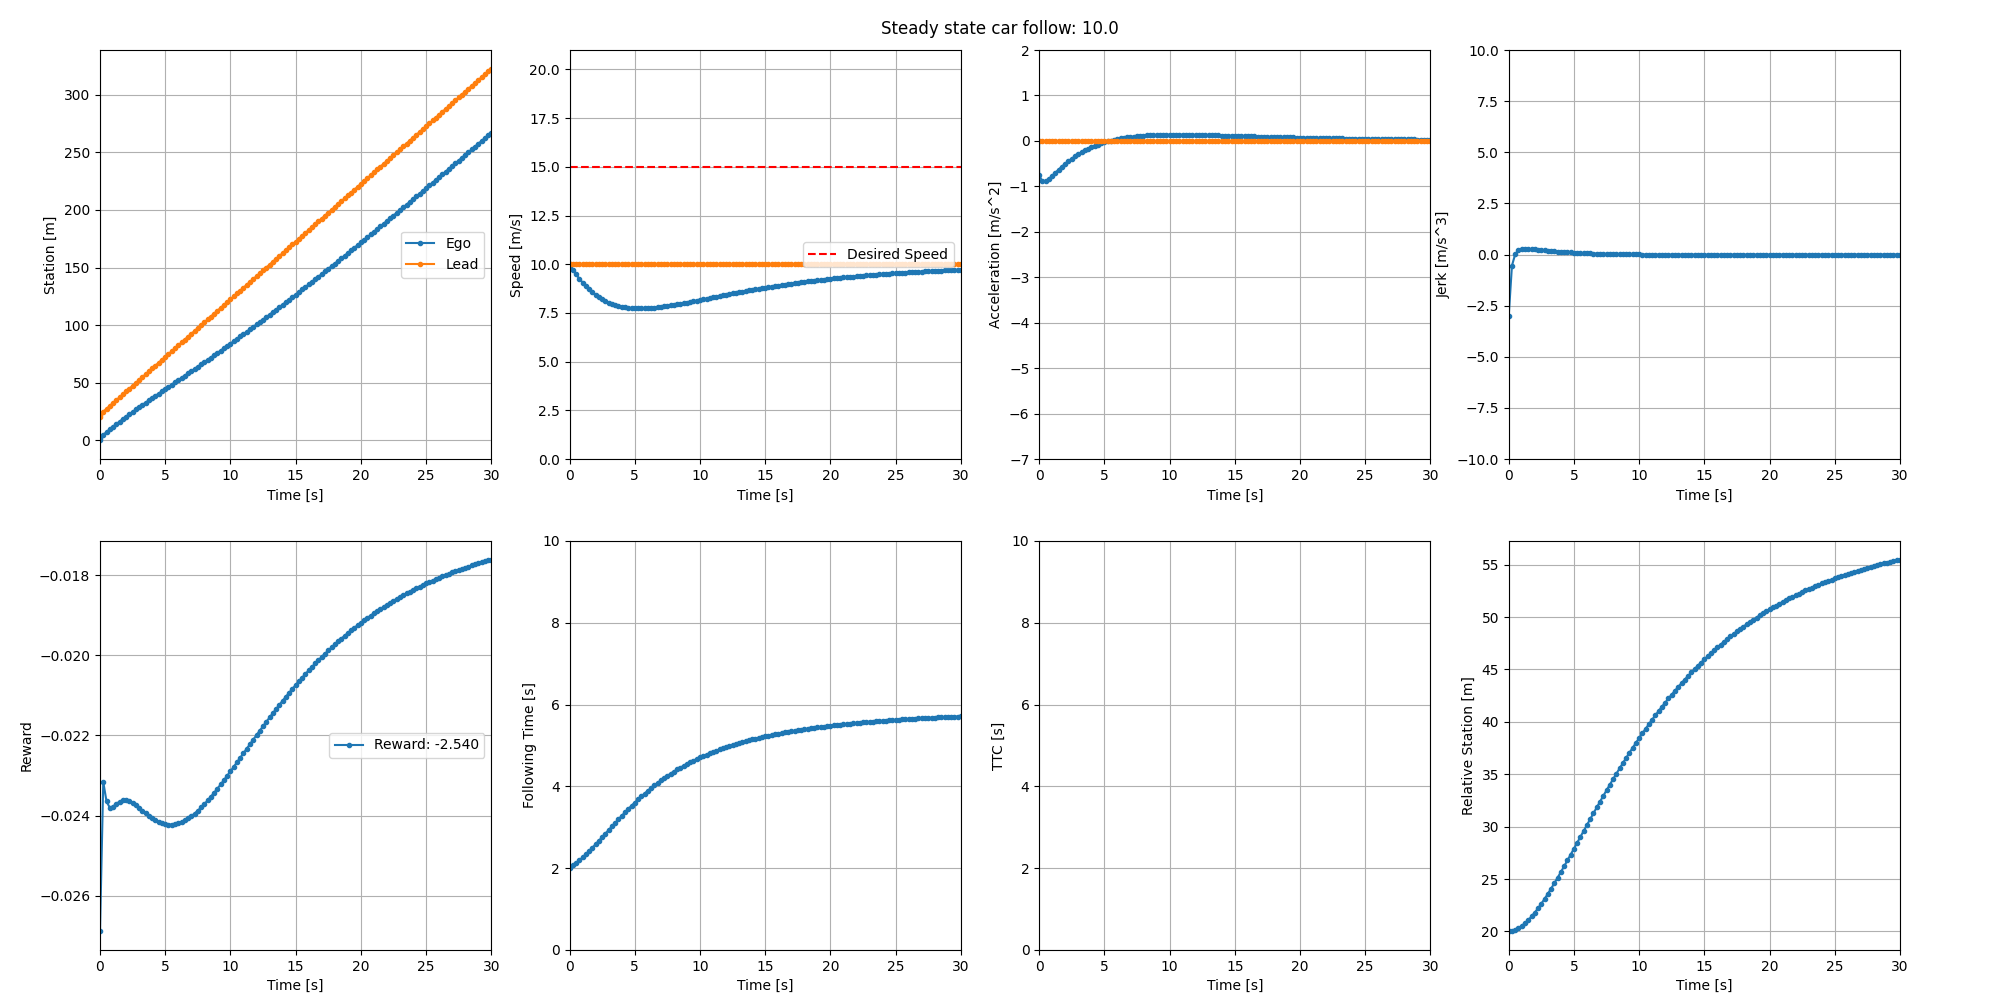 Steady state car follow: 10.0
Station [m]
300
250
200
150
100
50
0
Ego
Lead
0 5 10 15 20 25 30
Time [s]
Speed [m/s]
20.0
17.5
15.0
12.5
10.0
7.5
5.0
2.5
0.0
Desired Speed
0 5 10 15 20 25 30
Time [s]
Acceleration [m/s^2]
2
1
0
−1
−2
−3
−4
−5
−6
−7
0 5 10 15 20 25 30
Time [s]
Jerk [m/s^3]
10.0
7.5
5.0
2.5
0.0
−2.5
−5.0
−7.5
−10.0
0 5 10 15 20 25 30
Time [s]
Reward
−0.018
−0.020
−0.022
−0.024
−0.026
Reward: -2.540
0 5 10 15 20 25 30
Time [s]
Following Time [s]
10
8
6
4
2
0
0 5 10 15 20 25 30
Time [s]
TTC [s]
10
8
6
4
2
0
0 5 10 15 20 25 30
Time [s]
Relative Station [m]
55
50
45
40
35
30
25
20
0 5 10 15 20 25 30
Time [s]